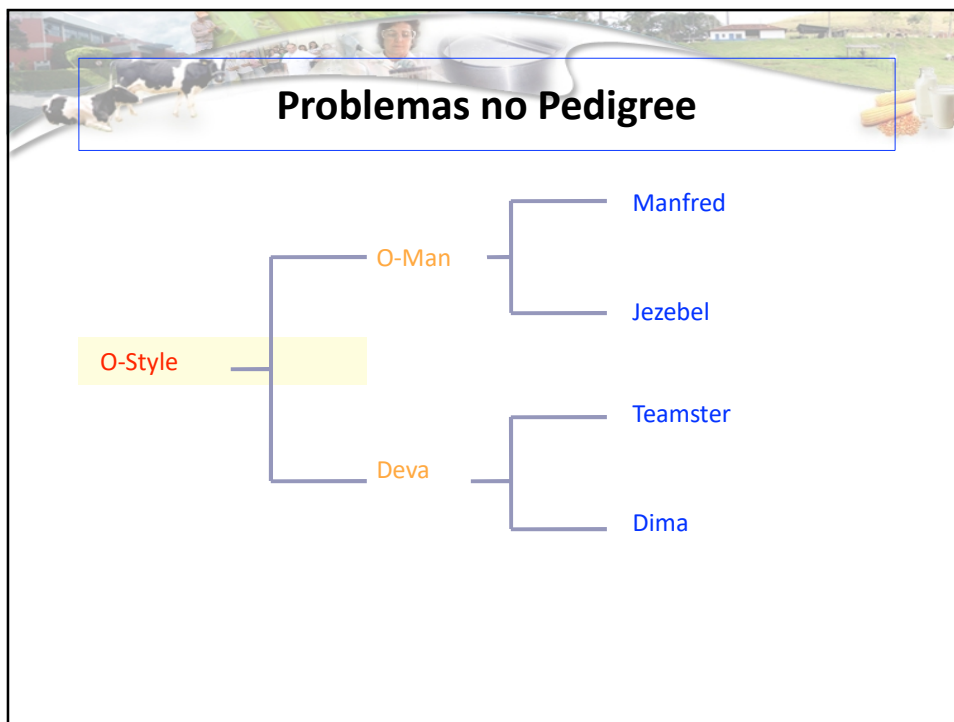 Problemas no Pedigree
Manfred
O-Man
Jezebel
O-Style
Teamster
Deva
Dima